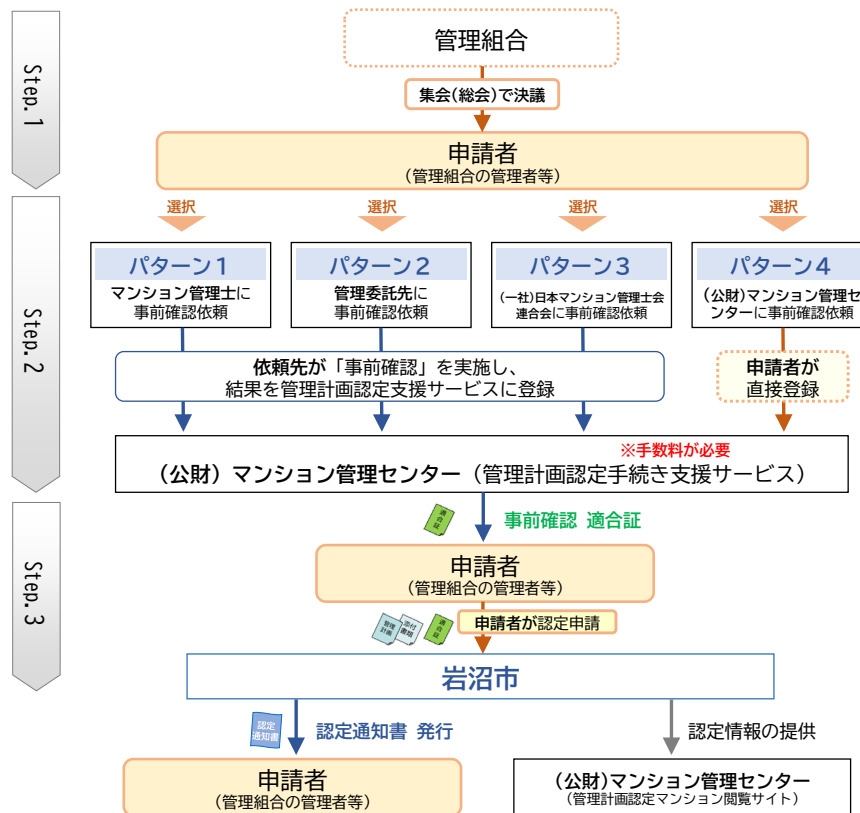 Step.1
管理組合
集会(総会)で決議
申請者
(管理組合の管理者等)
Step.2
選択
選択
選択
選択
パターン1
マンション管理士に
事前確認依頼
パターン2
管理委託先に
事前確認依頼
パターン3
(一社)日本マンション管理士会
連合会に事前確認依頼
パターン4
(公財)マンション管理セ
ンターに事前確認依頼
依頼先が「事前確認」を実施し、
結果を管理計画認定支援サービスに登録
申請者が
直接登録
※手数料が必要
(公財)マンション管理センター(管理計画認定手続き支援サービス)
Step.3
適合証
事前確認 適合証
申請者
(管理組合の管理者等)
管理
計画
添付
書類
適合証
申請者が認定申請
岩沼市
認定
通知書
認定通知書 発行
認定情報の提供
申請者
(管理組合の管理者等)
(公財)マンション管理センター
(管理計画認定マンション閲覧サイト)